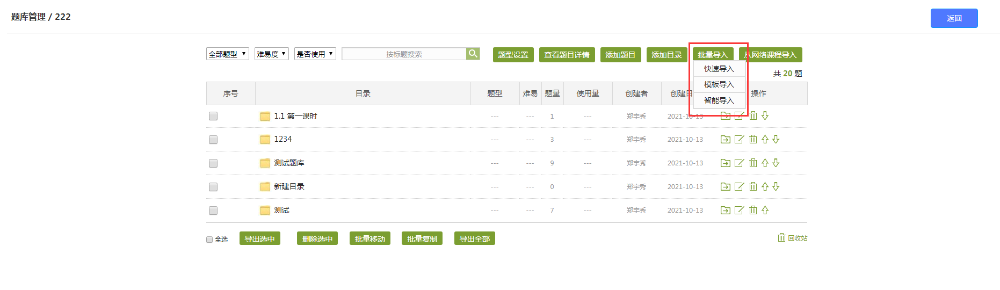 题库管理 / 222
返回
全部题型 难易度 是否使用 按标题搜索 题型设置 查看题目详情 添加题目 添加目录 批量导入 从网络课程导入
快速导入
模板导入
智能导入
共 20 题
序号 目录 题型 难易 题量 使用量 创建者 创建日 操作
1.1 第一课时 --- --- 1 --- 郑宇秀 2021-10-13
1234 --- --- 3 --- 郑宇秀 2021-10-13
测试题库 --- --- 9 --- 郑宇秀 2021-10-13
新建目录 --- --- 0 --- 郑宇秀 2021-10-13
测试 --- --- 7 --- 郑宇秀 2021-10-13
全选 导出选中 删除选中 批量移动 批量复制 导出全部 回收站